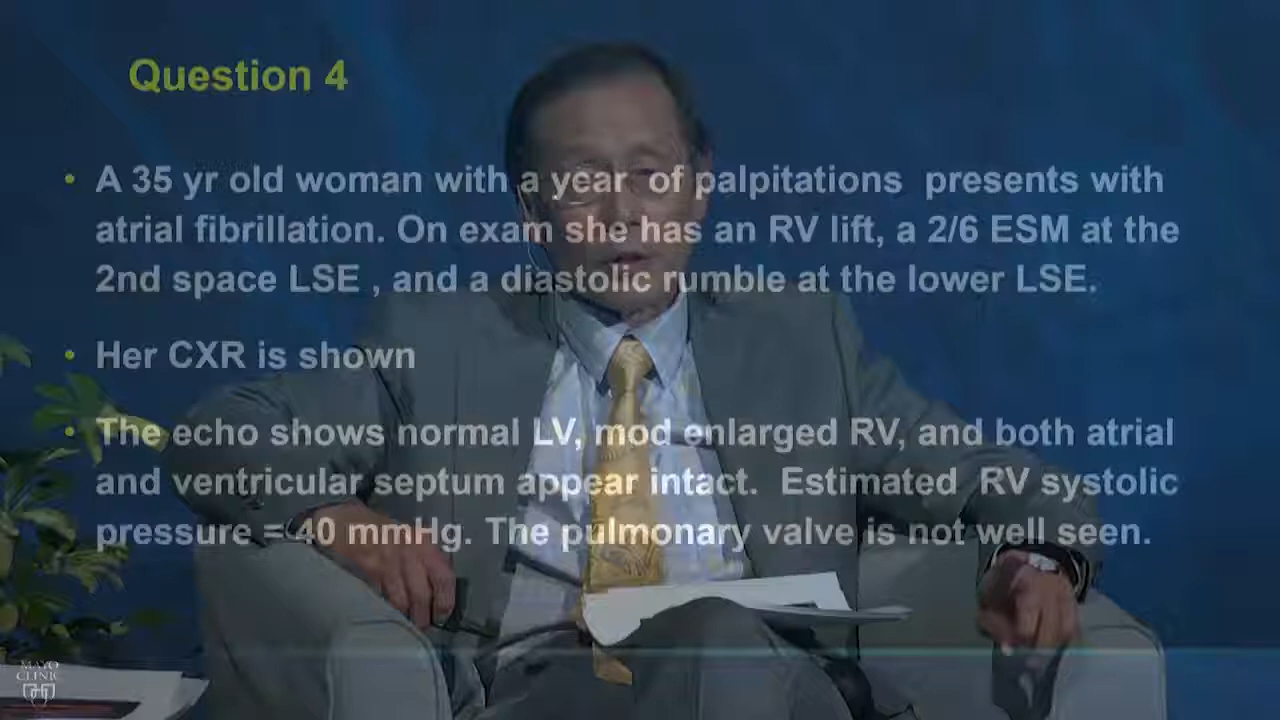 Question 4
• A 35 yr old woman with a year of palpitations presents with
atrial fibrillation. On exam she has an RV lift, a 2/6 ESM at the
2nd space LSE , and a diastolic rumble at the lower LSE.
• Her CXR is shown
• The echo shows normal LV, mod enlarged RV, and both atrial
and ventricular septum appear intact. Estimated RV systolic
pressure = 40 mmHg. The pulmonary valve is not well seen.
MAYO
CLINIC